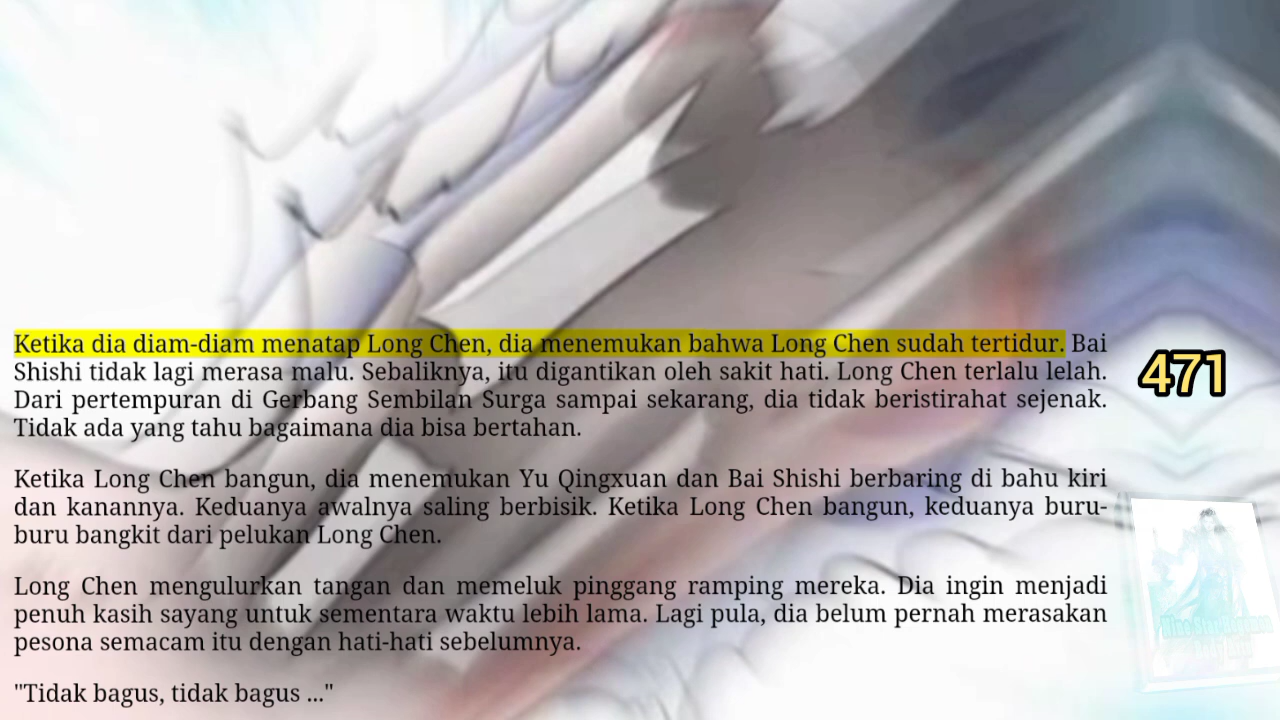 Ketika dia diam-diam menatap Long Chen, dia menemukan bahwa Long Chen sudah tertidur. Bai
Shishi tidak lagi merasa malu. Sebaliknya, itu digantikan oleh sakit hati. Long Chen terlalu lelah.
Dari pertempuran di Gerbang Sembilan Surga sampai sekarang, dia tidak beristirahat sejenak.
Tidak ada yang tahu bagaimana dia bisa bertahan.
Ketika Long Chen bangun, dia menemukan Yu Qingxuan dan Bai Shishi berbaring di bahu kiri
dan kanannya. Keduanya awalnya saling berbisik. Ketika Long Chen bangun, keduanya buru-
buru bangkit dari pelukan Long Chen.
Long Chen mengulurkan tangan dan memeluk pinggang ramping mereka. Dia ingin menjadi
penuh kasih sayang untuk sementara waktu lebih lama. Lagi pula, dia belum pernah merasakan
pesona semacam itu dengan hati-hati sebelumnya.
"Tidak bagus, tidak bagus ..."
471